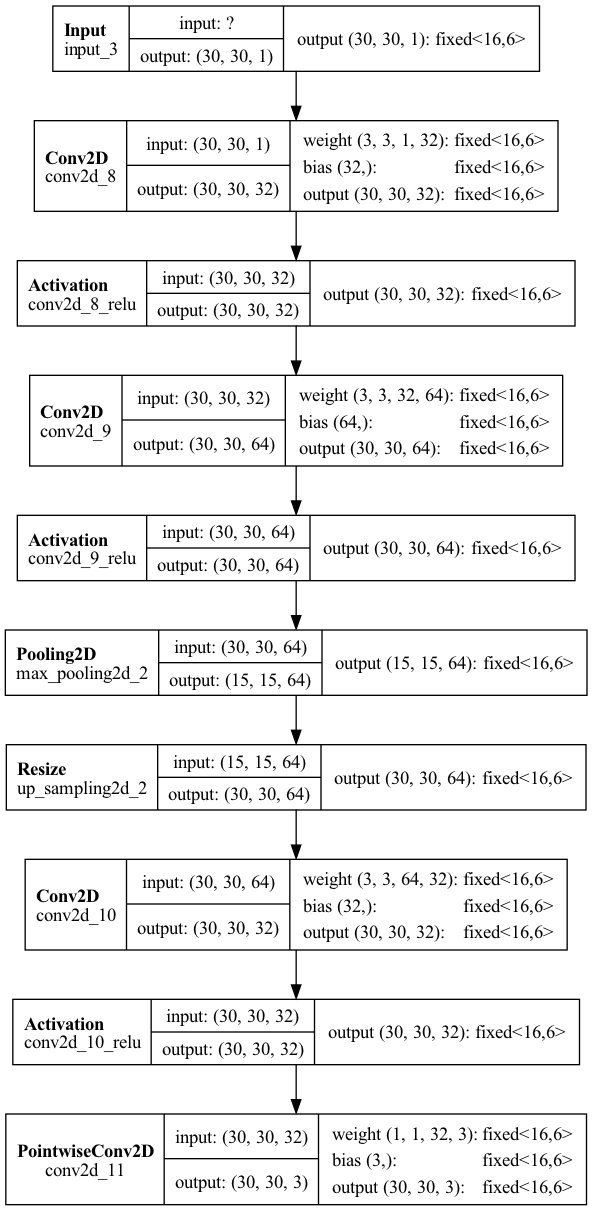 Input
input_3
input: ?
output: (30, 30, 1)
output (30, 30, 1): fixed<16,6>
Conv2D
conv2d_8
input: (30, 30, 1)
output: (30, 30, 32)
weight (3, 3, 1, 32): fixed<16,6>
bias (32,): fixed<16,6>
output (30, 30, 32): fixed<16,6>
Activation
conv2d_8_relu
input: (30, 30, 32)
output: (30, 30, 32)
output (30, 30, 32): fixed<16,6>
Conv2D
conv2d_9
input: (30, 30, 32)
output: (30, 30, 64)
weight (3, 3, 32, 64): fixed<16,6>
bias (64,): fixed<16,6>
output (30, 30, 64): fixed<16,6>
Activation
conv2d_9_relu
input: (30, 30, 64)
output: (30, 30, 64)
output (30, 30, 64): fixed<16,6>
Pooling2D
max_pooling2d_2
input: (30, 30, 64)
output: (15, 15, 64)
output (15, 15, 64): fixed<16,6>
Resize
up_sampling2d_2
input: (15, 15, 64)
output: (30, 30, 64)
output (30, 30, 64): fixed<16,6>
Conv2D
conv2d_10
input: (30, 30, 64)
output: (30, 30, 32)
weight (3, 3, 64, 32): fixed<16,6>
bias (32,): fixed<16,6>
output (30, 30, 32): fixed<16,6>
Activation
conv2d_10_relu
input: (30, 30, 32)
output: (30, 30, 32)
output (30, 30, 32): fixed<16,6>
PointwiseConv2D
conv2d_11
input: (30, 30, 32)
output: (30, 30, 3)
weight (1, 1, 32, 3): fixed<16,6>
bias (3,): fixed<16,6>
output (30, 30, 3): fixed<16,6>